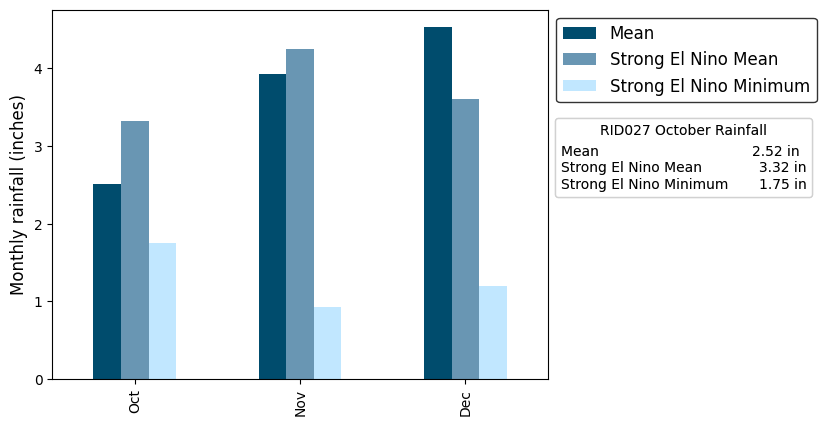 Monthly rainfall (inches)
4
3
2
1
0
Oct
Nov
Dec
Mean
Strong El Nino Mean
Strong El Nino Minimum
RID027 October Rainfall
Mean 2.52 in
Strong El Nino Mean 3.32 in
Strong El Nino Minimum 1.75 in